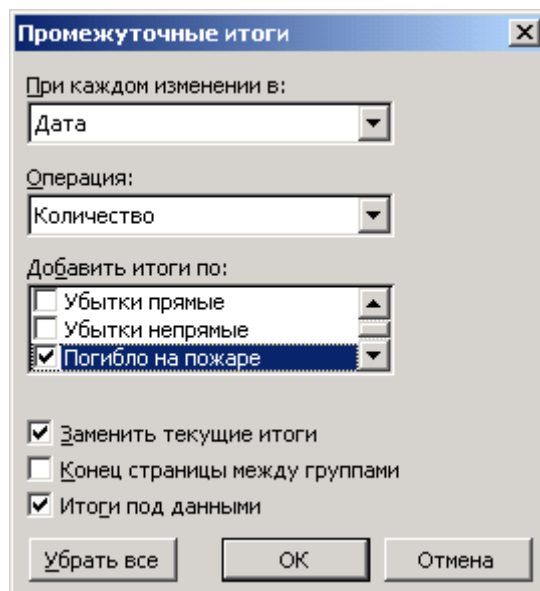 Промежуточные итоги
При каждом изменении в:
Дата
Операция:
Количество
Добавить итоги по:
Убытки прямые
Убытки непрямые
Погибло на пожаре
Заменить текущие итоги
Конец страницы между группами
Итоги под данными
Убрать все ОК Отмена